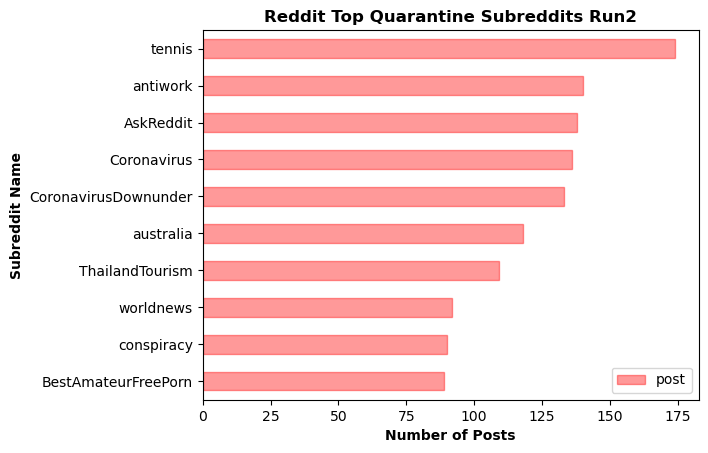 Reddit Top Quarantine Subreddits Run2
Subreddit Name
tennis
antiwork
AskReddit
Coronavirus
CoronavirusDownunder
australia
ThailandTourism
worldnews
conspiracy
BestAmateurFreePorn
post
0 25 50 75 100 125 150 175
Number of Posts